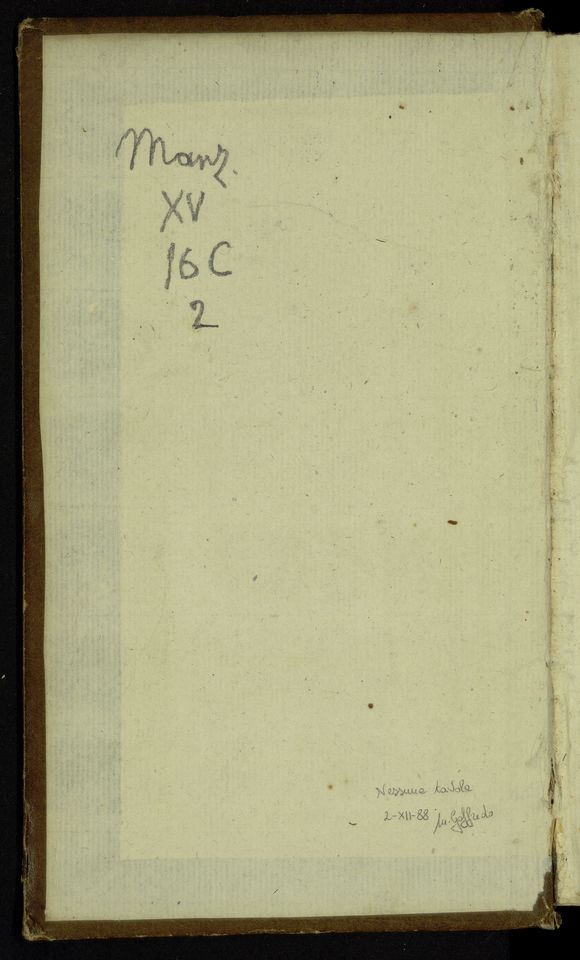 Manz.
XV
16 C
2
Nessuna tavola
2-XII-88